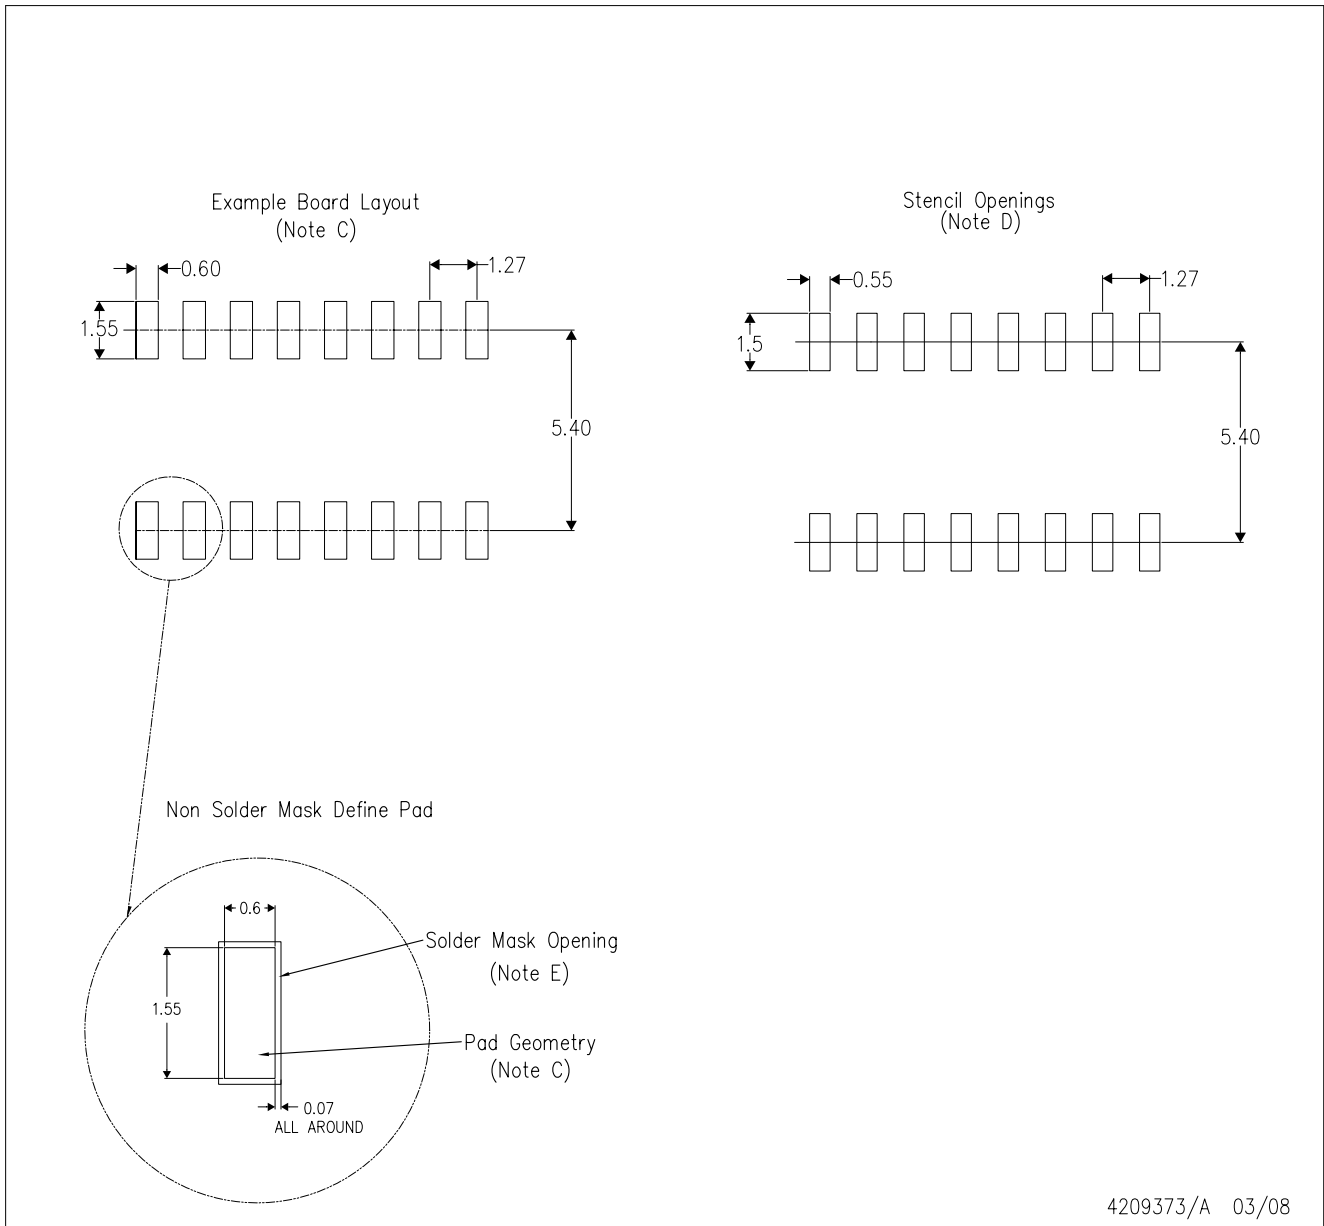 Example Board Layout
(Note C)
0.60
1.27
1.55
5.40
Stencil Openings
(Note D)
0.55
1.27
1.5
5.40
Non Solder Mask Define Pad
0.6
1.55
Solder Mask Opening
(Note E)
Pad Geometry
(Note C)
0.07
ALL AROUND
4209373/A 03/08